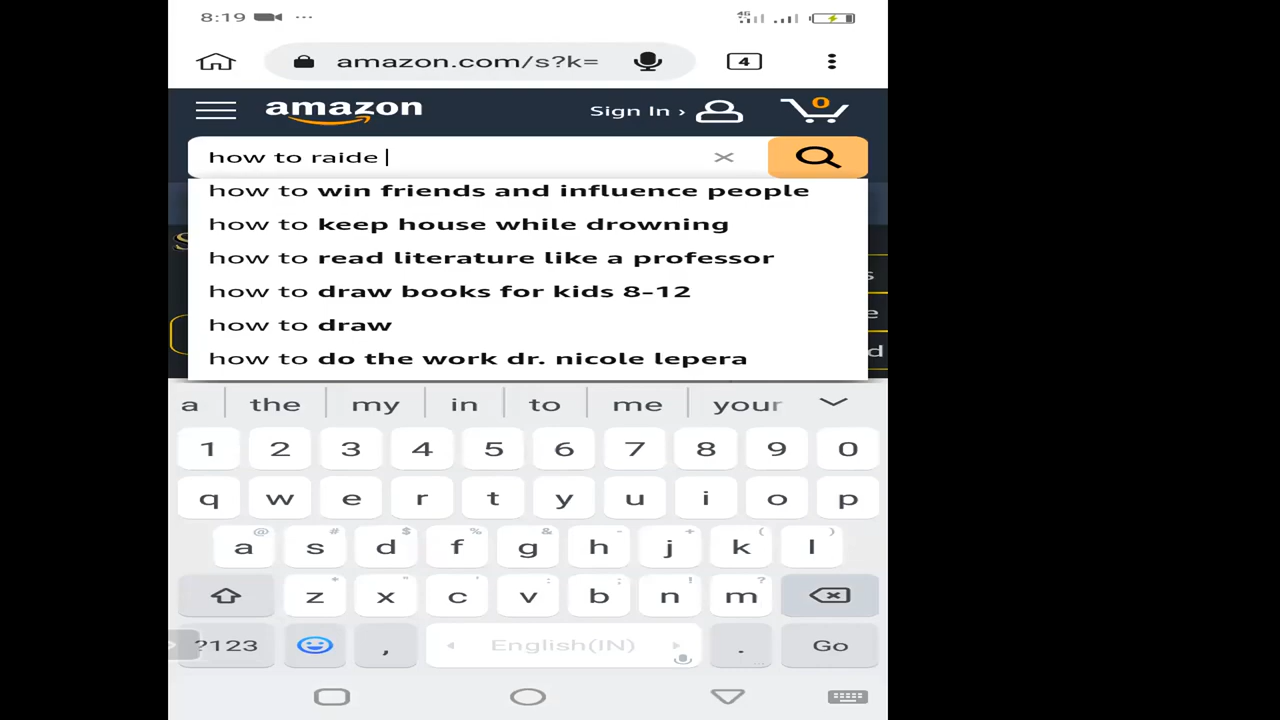 8:19
amazon.com/s?k=
4
amazon
Sign In ›
0
how to raide
how to win friends and influence people
how to keep house while drowning
how to read literature like a professor
how to draw books for kids 8-12
how to draw
how to do the work dr. nicole lepera
s
e
d
a the my in to me your
1 2 3 4 5 6 7 8 9 0
q w e r t y u i o p
@ # $ % & - + ( )
a s d f g h j k l
* " ' : ; ! ?
z x c v b n m
?123 , English(IN) . Go